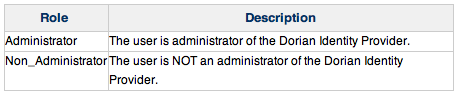 Role Description
Administrator The user is administrator of the Dorian Identity Provider.
Non_Administrator The user is NOT an administrator of the Dorian Identity
Provider.